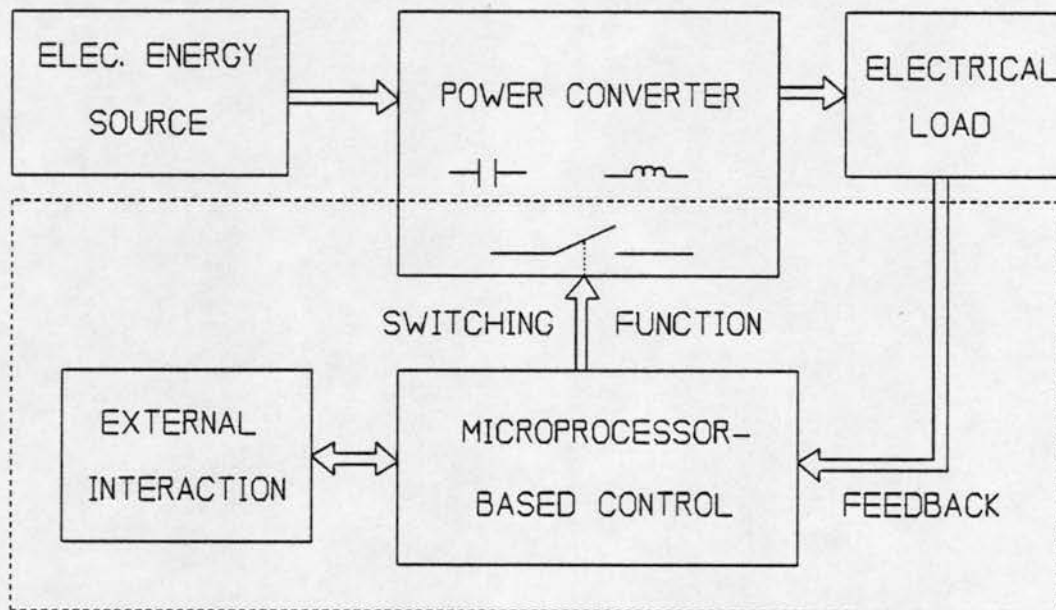 ELEC. ENERGY
SOURCE
POWER CONVERTER
ELECTRICAL
LOAD
SWITCHING FUNCTION
EXTERNAL
INTERACTION
MICROPROCESSOR-
BASED CONTROL
FEEDBACK